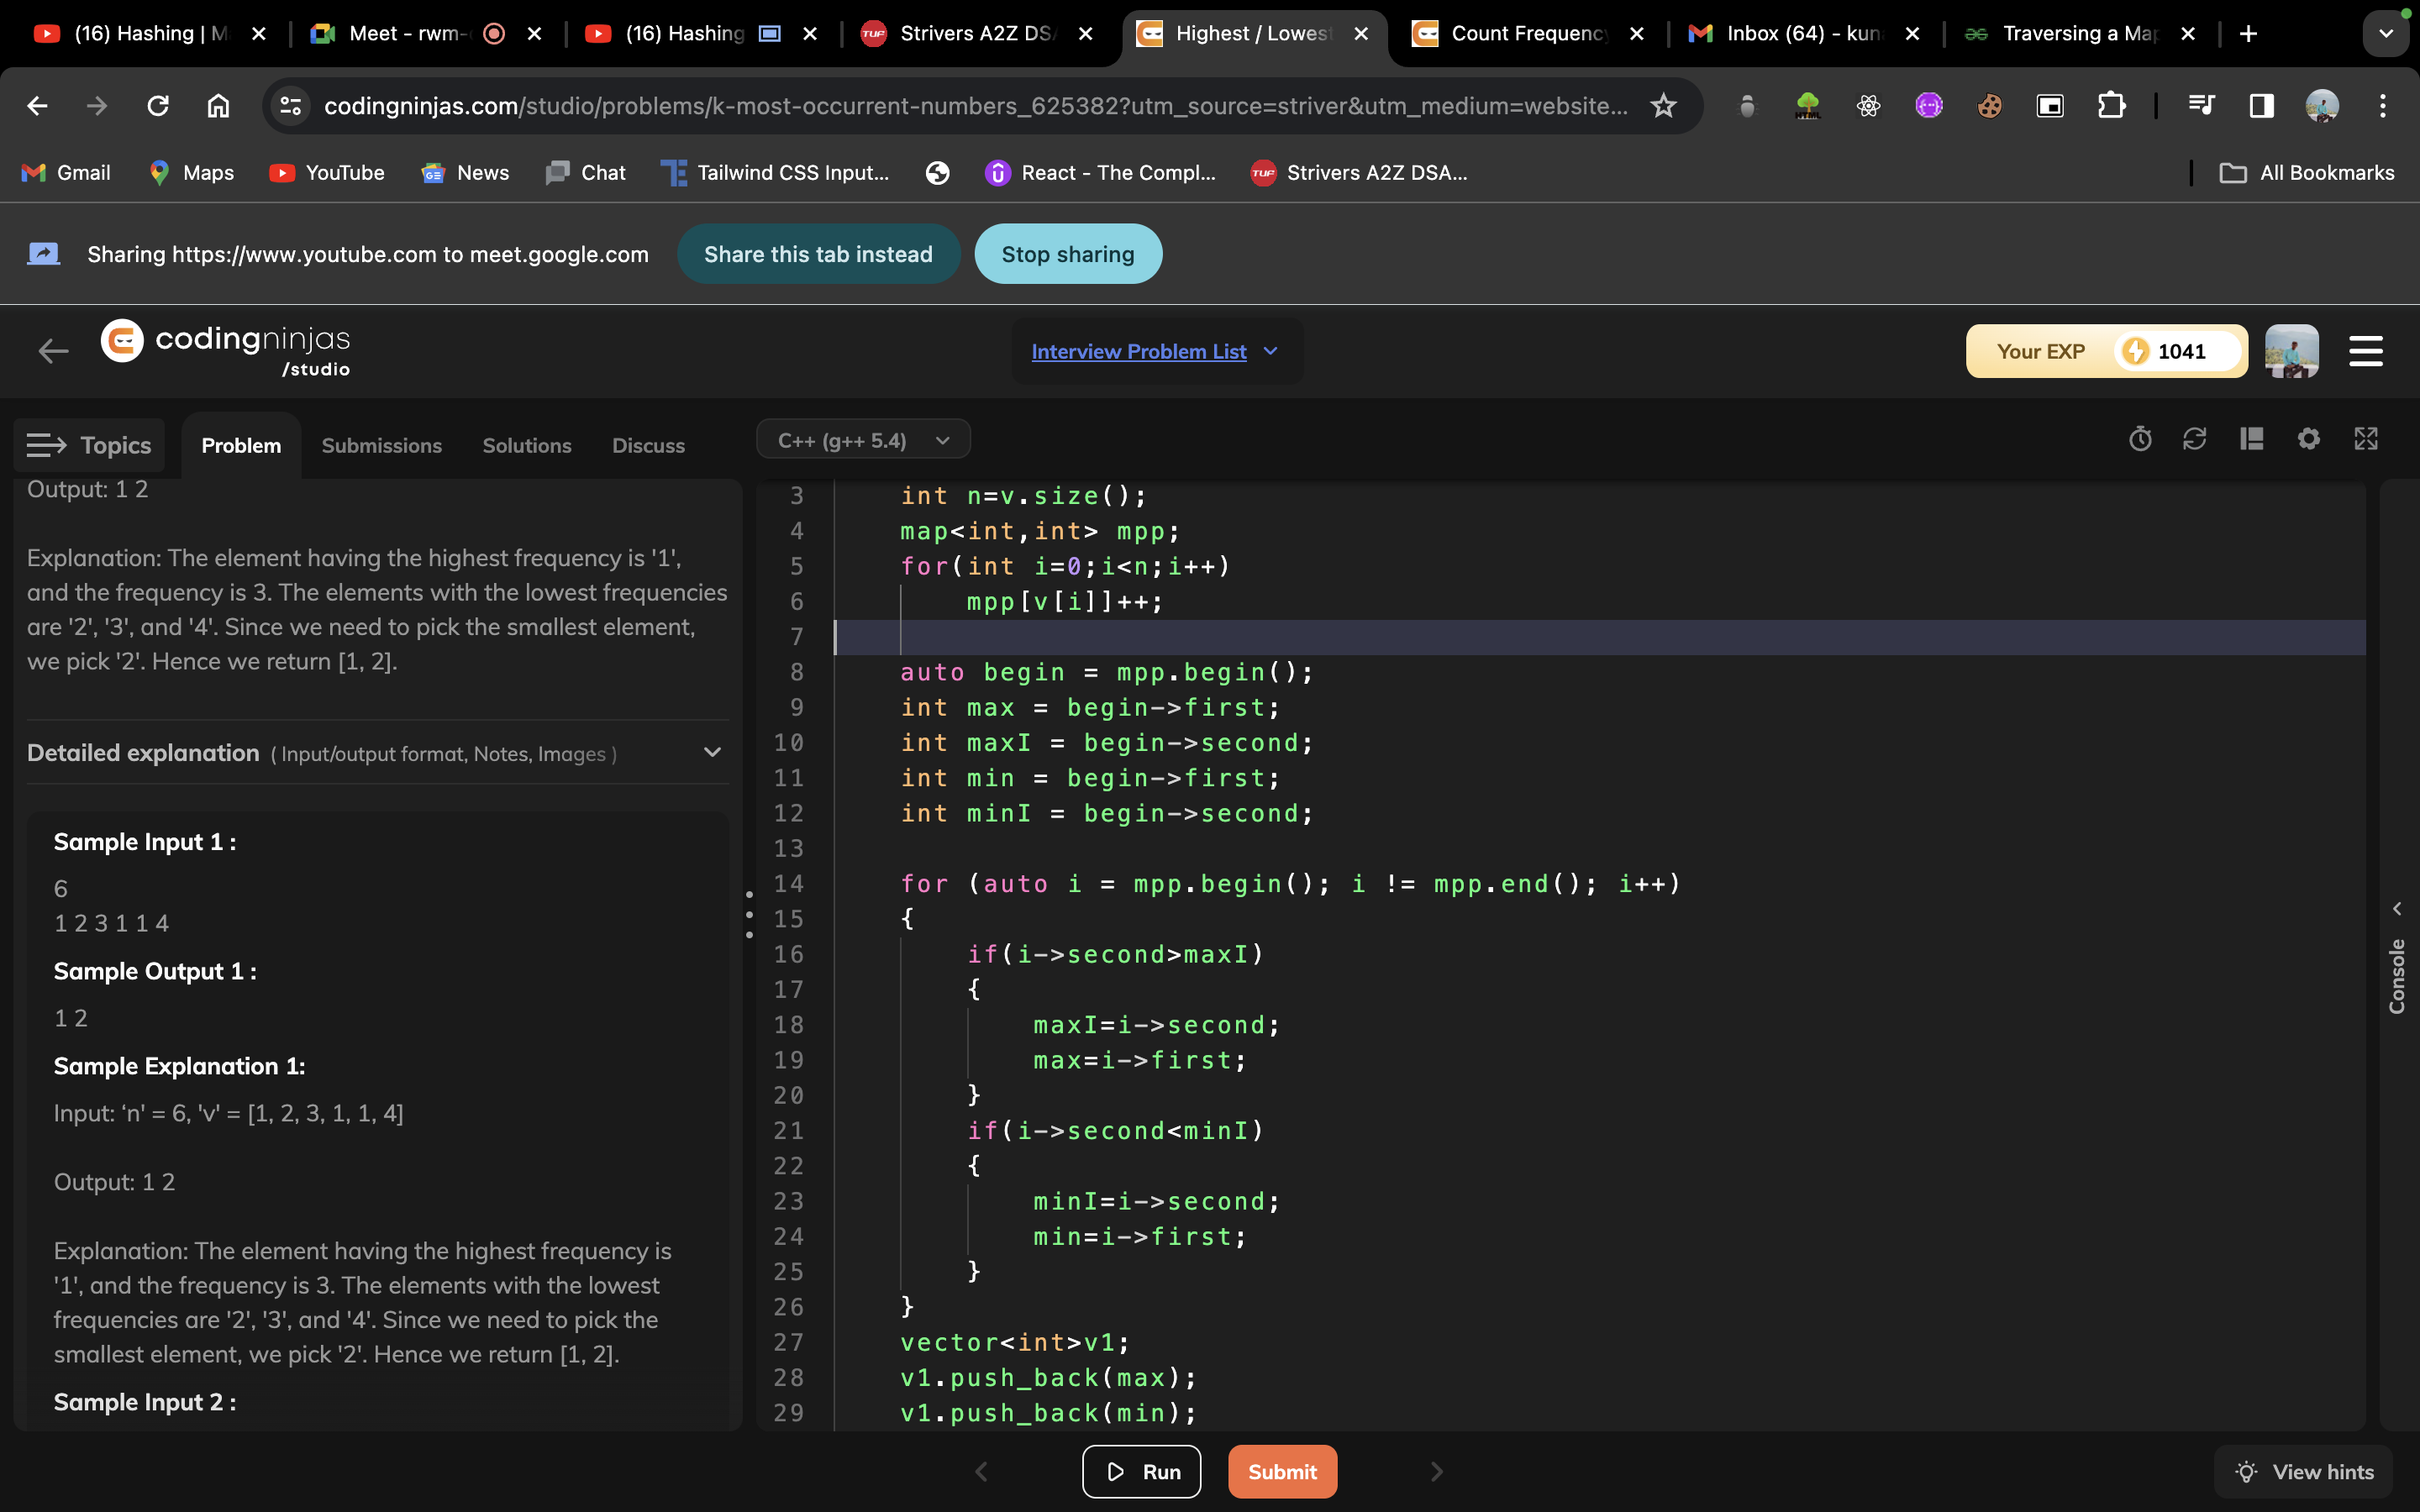 (16) Hashing | M
Meet - rwm-
(16) Hashing
TUF Strivers A2Z DS
Highest / Lowest
Count Frequency
Inbox (64) - kun
Traversing a Map
codingninjas.com/studio/problems/k-most-occurrent-numbers_625382?utm_source=striver&utm_medium=website...
Gmail
Maps
YouTube
News
Chat
Tailwind CSS Input...
React - The Compl...
TUF Strivers A2Z DSA...
All Bookmarks
Sharing https://www.youtube.com to meet.google.com
Share this tab instead
Stop sharing
codingninjas
/studio
Interview Problem List
Your EXP 1041
Topics
Problem
Submissions
Solutions
Discuss
C++ (g++ 5.4)
Output: 1 2
Explanation: The element having the highest frequency is '1',
and the frequency is 3. The elements with the lowest frequencies
are '2', '3', and '4'. Since we need to pick the smallest element,
we pick '2'. Hence we return [1, 2].
Detailed explanation ( Input/output format, Notes, Images )
Sample Input 1 :
6
1 2 3 1 1 4
Sample Output 1 :
1 2
Sample Explanation 1:
Input: ‘n' = 6, 'v' = [1, 2, 3, 1, 1, 4]
Output: 1 2
Explanation: The element having the highest frequency is
'1', and the frequency is 3. The elements with the lowest
frequencies are '2', '3', and '4'. Since we need to pick the
smallest element, we pick '2'. Hence we return [1, 2].
Sample Input 2 :
3 int n=v.size();
4 map<int,int> mpp;
5 for(int i=0;i<n;i++)
6 mpp[v[i]]++;
7
8 auto begin = mpp.begin();
9 int max = begin->first;
10 int maxI = begin->second;
11 int min = begin->first;
12 int minI = begin->second;
13
14 for (auto i = mpp.begin(); i != mpp.end(); i++)
15 {
16 if(i->second>maxI)
17 {
18 maxI=i->second;
19 max=i->first;
20 }
21 if(i->second<minI)
22 {
23 minI=i->second;
24 min=i->first;
25 }
26 }
27 vector<int>v1;
28 v1.push_back(max);
29 v1.push_back(min);
Console
Run
Submit
View hints